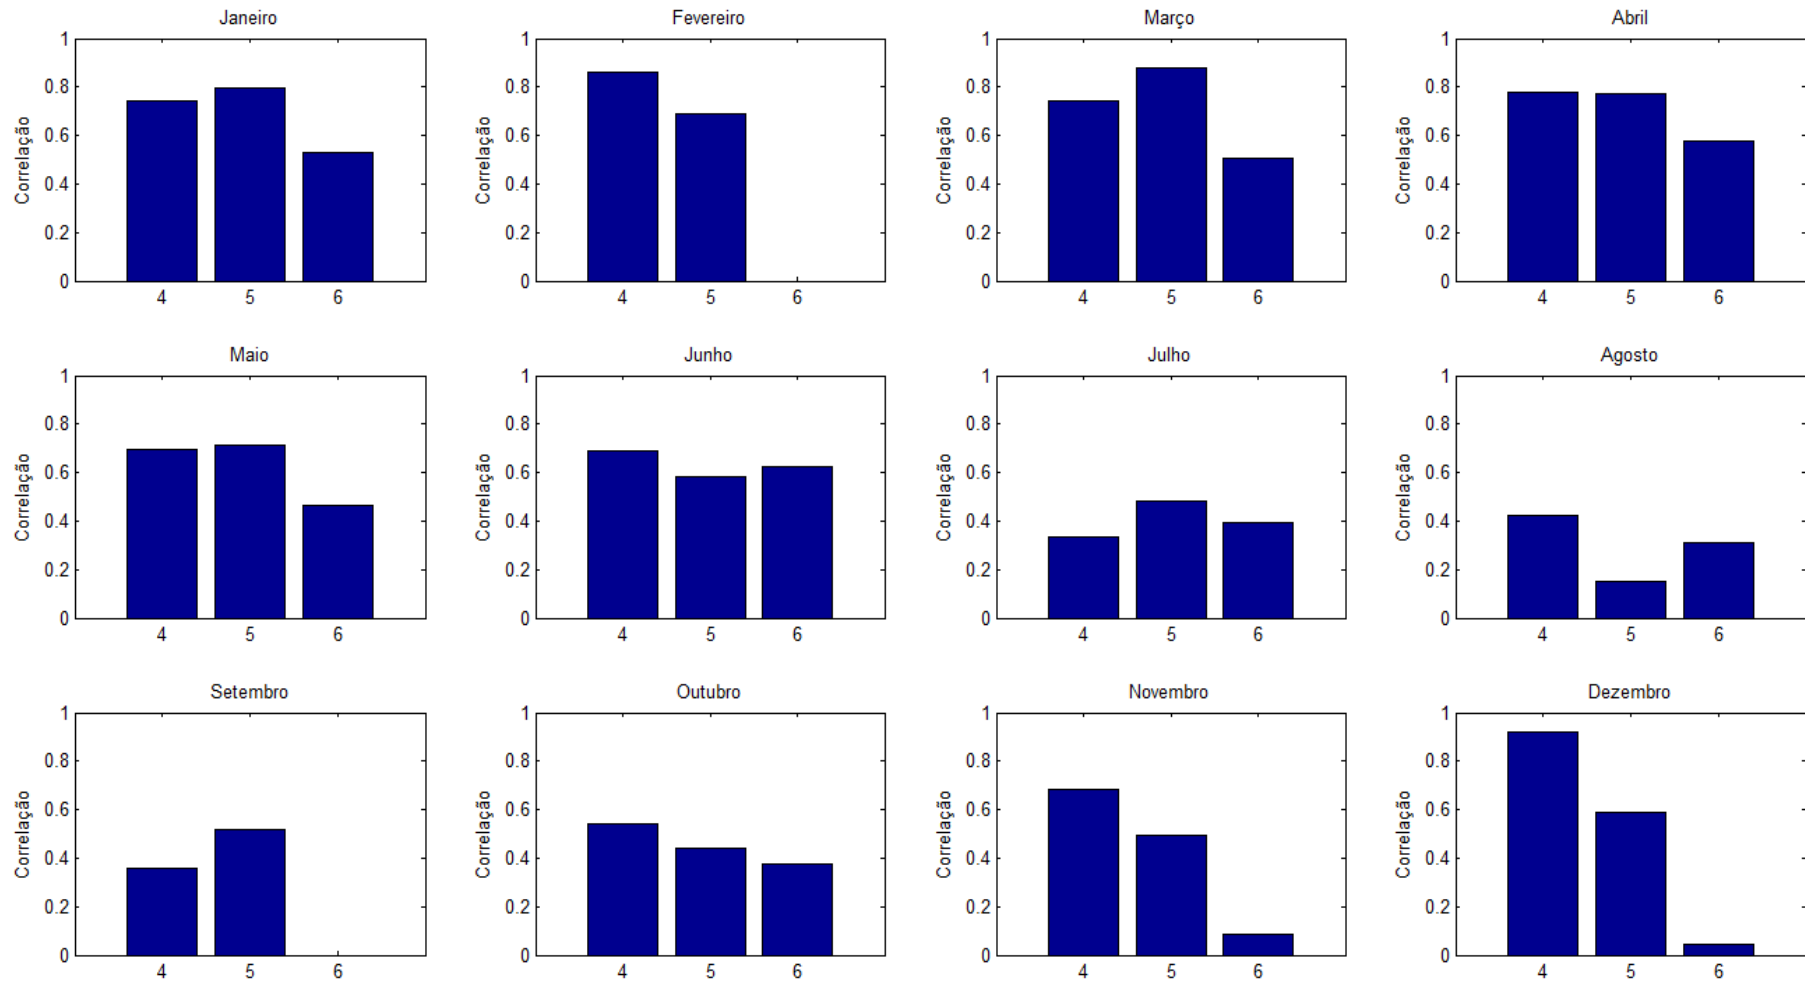 Janeiro
Fevereiro
Março
Abril
1
0.8
0.6
0.4
0.2
0
Correlação
4 5 6
1
0.8
0.6
0.4
0.2
0
Correlação
4 5 6
1
0.8
0.6
0.4
0.2
0
Correlação
4 5 6
1
0.8
0.6
0.4
0.2
0
Correlação
4 5 6
Maio
Junho
Julho
Agosto
1
0.8
0.6
0.4
0.2
0
Correlação
4 5 6
1
0.8
0.6
0.4
0.2
0
Correlação
4 5 6
1
0.8
0.6
0.4
0.2
0
Correlação
4 5 6
1
0.8
0.6
0.4
0.2
0
Correlação
4 5 6
Setembro
Outubro
Novembro
Dezembro
1
0.8
0.6
0.4
0.2
0
Correlação
4 5 6
1
0.8
0.6
0.4
0.2
0
Correlação
4 5 6
1
0.8
0.6
0.4
0.2
0
Correlação
4 5 6
1
0.8
0.6
0.4
0.2
0
Correlação
4 5 6